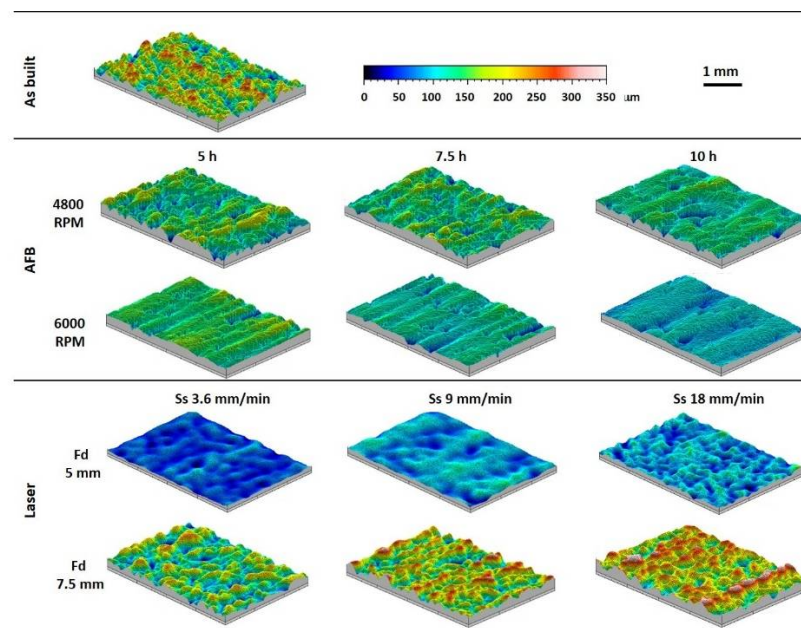 As built
0 50 100 150 200 250 300 350 um
1 mm
5 h 7.5 h 10 h
AFB
4800
RPM
6000
RPM
Ss 3.6 mm/min Ss 9 mm/min Ss 18 mm/min
Laser
Fd
5 mm
Fd
7.5 mm